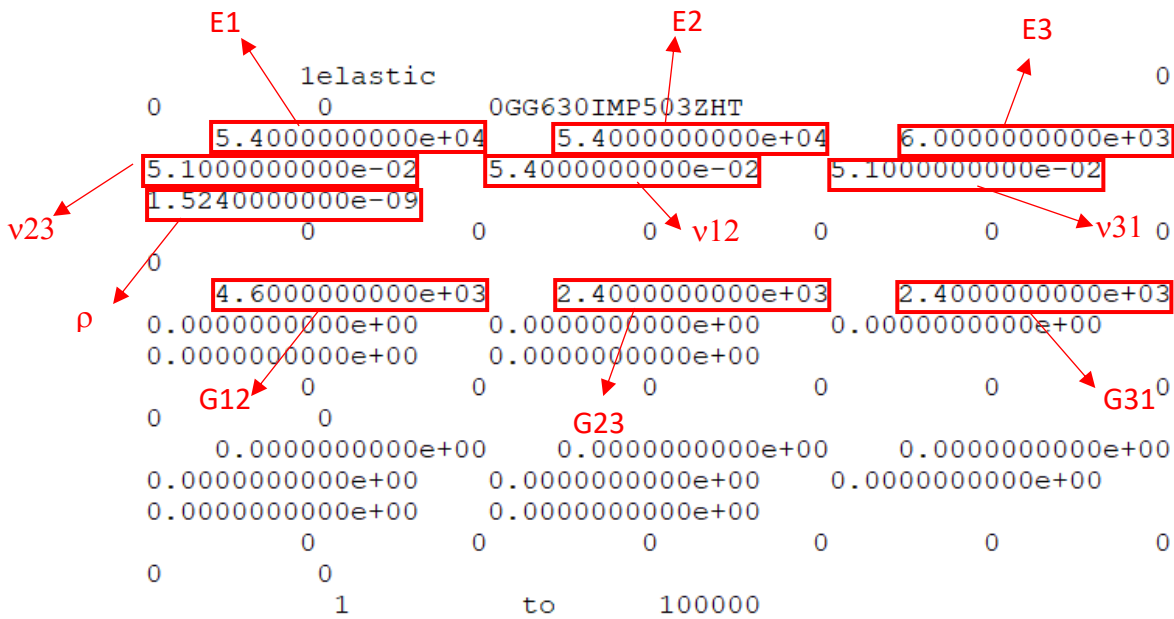 E1 E2 E3
1elastic 0
0 0 0GG630IMP503ZHT
5.4000000000e+04 5.4000000000e+04 6.0000000000e+03
5.1000000000e-02 5.4000000000e-02 5.1000000000e-02
1.5240000000e-09
ν23 ν12 ν31
0 0 0 0 0 0
0
4.6000000000e+03 2.4000000000e+03 2.4000000000e+03
ρ
0.0000000000e+00 0.0000000000e+00 0.0000000000e+00
0.0000000000e+00 0.0000000000e+00
0 0 0 0 0 0
G12 G23 G31
0 0
0.0000000000e+00 0.0000000000e+00 0.0000000000e+00
0.0000000000e+00 0.0000000000e+00 0.0000000000e+00
0.0000000000e+00 0.0000000000e+00
0 0 0 0 0 0
0 0
1 to 100000